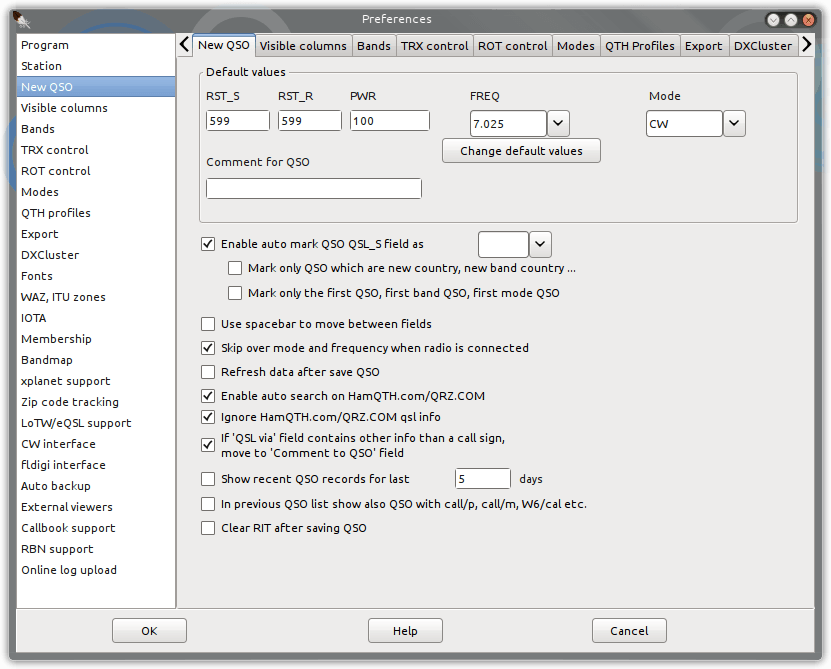 Preferences
Program
Station
New QSO
Visible columns
Bands
TRX control
ROT control
Modes
QTH profiles
Export
DXCluster
Fonts
WAZ, ITU zones
IOTA
Membership
Bandmap
xplanet support
Zip code tracking
LoTW/eQSL support
CW interface
fldigi interface
Auto backup
External viewers
Callbook support
RBN support
Online log upload
New QSO Visible columns Bands TRX control ROT control Modes QTH Profiles Export DXCluster
Default values
RST_S RST_R PWR FREQ Mode
599 599 100 7.025 CW
Change default values
Comment for QSO
Enable auto mark QSO QSL_S field as
Mark only QSO which are new country, new band country ...
Mark only the first QSO, first band QSO, first mode QSO
Use spacebar to move between fields
Skip over mode and frequency when radio is connected
Refresh data after save QSO
Enable auto search on HamQTH.com/QRZ.COM
Ignore HamQTH.com/QRZ.COM qsl info
If 'QSL via' field contains other info than a call sign,
move to 'Comment to QSO' field
Show recent QSO records for last 5 days
In previous QSO list show also QSO with call/p, call/m, W6/cal etc.
Clear RIT after saving QSO
OK Help Cancel